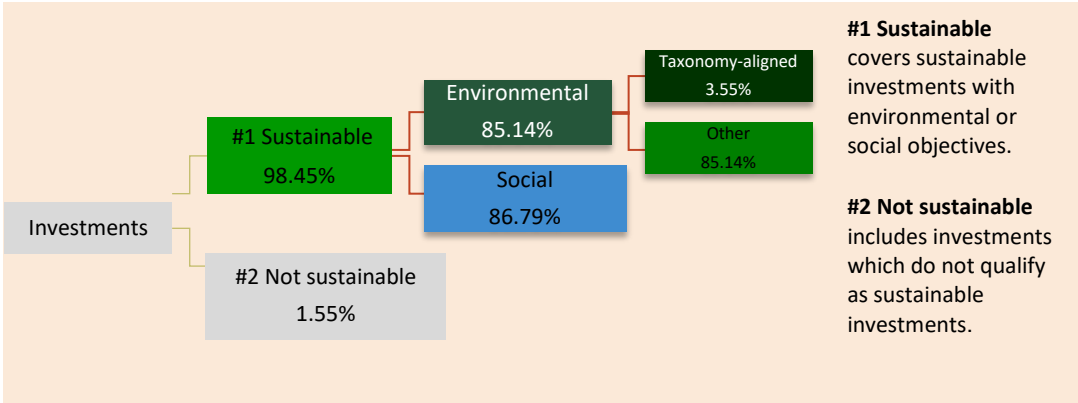 Investments
#1 Sustainable
98.45%
#2 Not sustainable
1.55%
Environmental
85.14%
Social
86.79%
Taxonomy-aligned
3.55%
Other
85.14%
#1 Sustainable
covers sustainable
investments with
environmental or
social objectives.
#2 Not sustainable
includes investments
which do not qualify
as sustainable
investments.